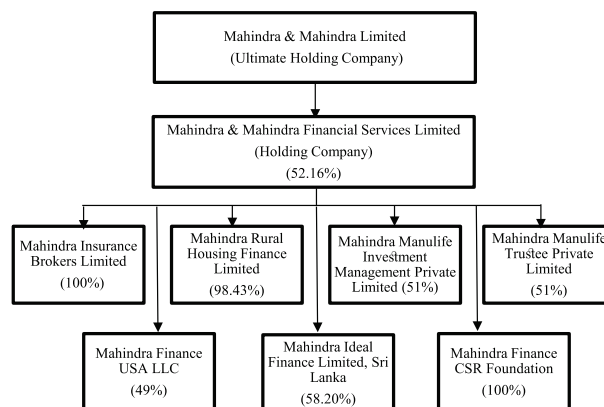 Mahindra & Mahindra Limited
(Ultimate Holding Company)
Mahindra & Mahindra Financial Services Limited
(Holding Company)
(52.16%)
Mahindra Insurance
Brokers Limited
(100%)
Mahindra Rural
Housing Finance
Limited
(98.43%)
Mahindra Manulife
Investment
Management Private
Limited (51%)
Mahindra Manulife
Trustee Private
Limited
(51%)
Mahindra Finance
USA LLC
(49%)
Mahindra Ideal
Finance Limited, Sri
Lanka
(58.20%)
Mahindra Finance
CSR Foundation
(100%)